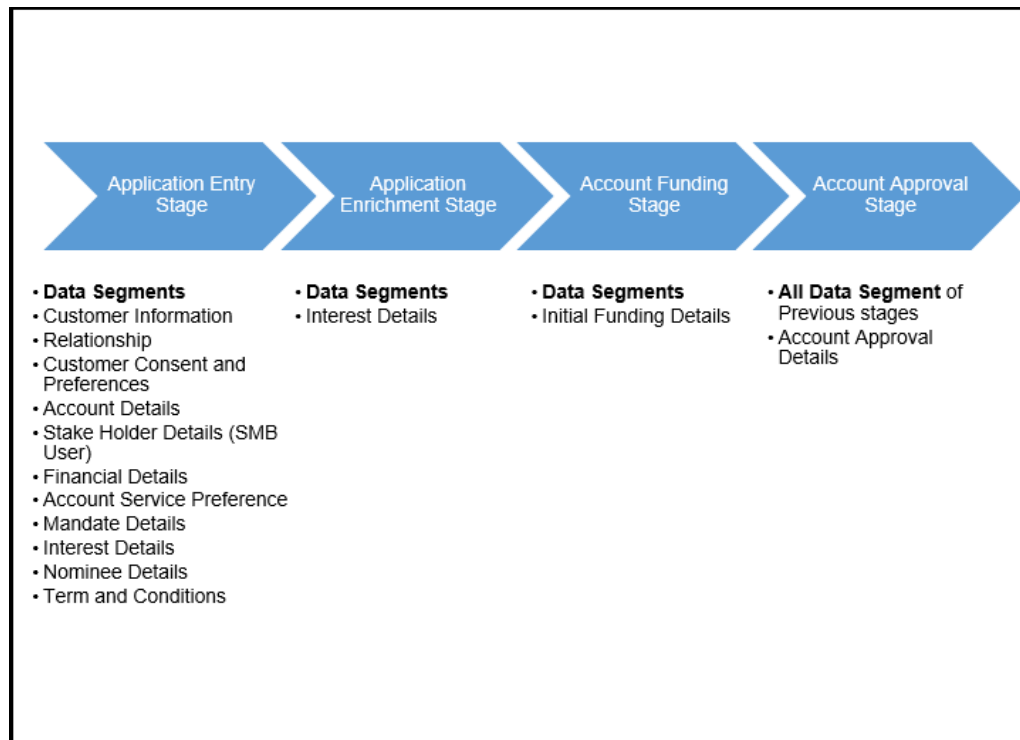 Application Entry
Stage
Application
Enrichment Stage
Account Funding
Stage
Account Approval
Stage
• Data Segments
• Customer Information
• Relationship
• Customer Consent and
Preferences
• Account Details
• Stake Holder Details (SMB
User)
• Financial Details
• Account Service Preference
• Mandate Details
• Interest Details
• Nominee Details
• Term and Conditions
• Data Segments
• Interest Details
• Data Segments
• Initial Funding Details
• All Data Segment of
Previous stages
• Account Approval
Details